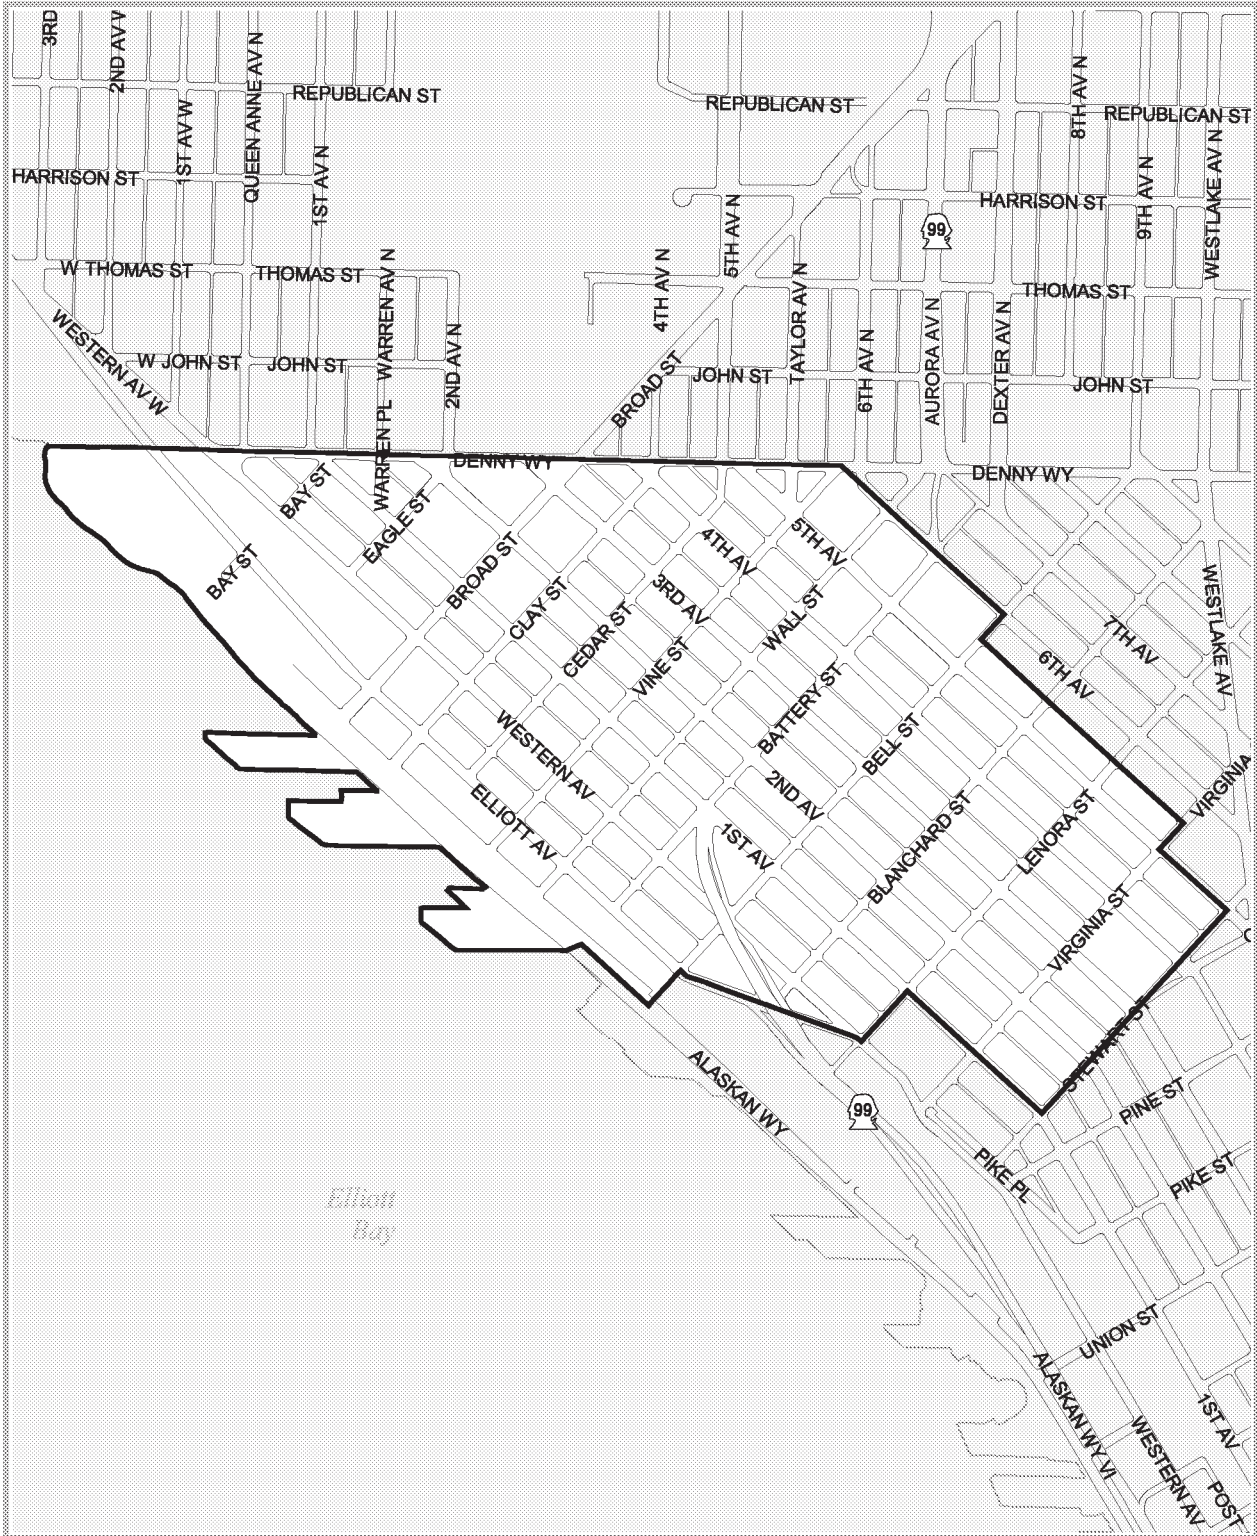 3RD
2ND AV W
1ST AV W
QUEEN ANNE AV N
REPUBLICAN ST
REPUBLICAN ST
8TH AV N
REPUBLICAN ST
HARRISON ST
1ST AV N
HARRISON ST
9TH AV N
WESTLAKE AV N
99
5TH AV N
4TH AV N
W THOMAS ST
THOMAS ST
WARREN AV N
TAYLOR AV N
THOMAS ST
WESTERN AV W
W JOHN ST
JOHN ST
2ND AV N
BROAD ST
JOHN ST
6TH AV N
AURORA AV N
DEXTER AV N
JOHN ST
WARREN PL
DENNY WY
DENNY WY
BAY ST
EAGLE ST
BAY ST
BROAD ST
CLAY ST
CEDAR ST
4TH AV
5TH AV
3RD AV
WALL ST
VINE ST
WESTLAKE AV
7TH AV
6TH AV
BATTERY ST
BELL ST
WESTERN AV
ELLIOTT AV
2ND AV
1ST AV
BLANCHARD ST
LENORA ST
VIRGINIA
VIRGINIA ST
STEWART ST
ALASKAN WY
99
PINE ST
PIKE PL
PIKE ST
Elliott
Bay
UNION ST
ALASKAN WY VI
1ST AV
WESTERN AV
POST